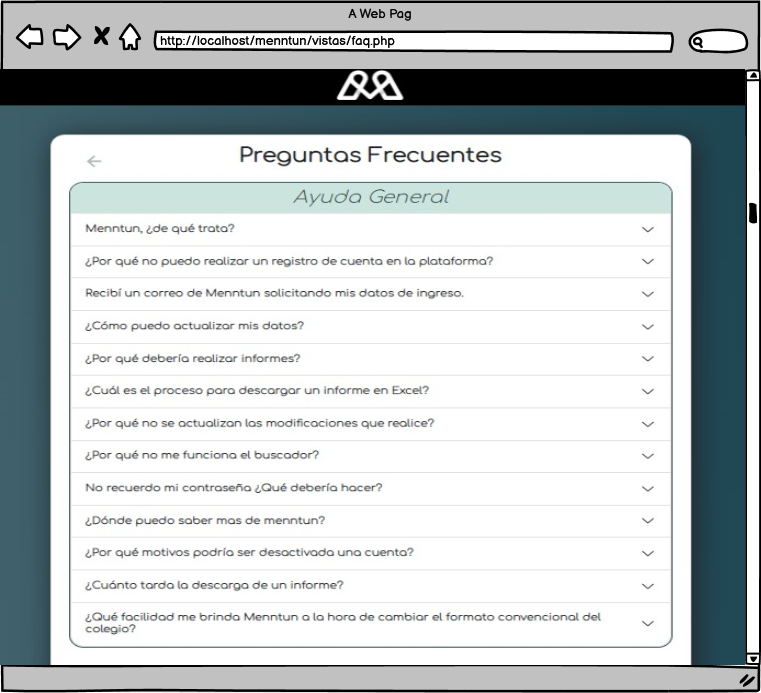 A Web Pag
http://localhost/menntun/vistas/faq.php
Preguntas Frecuentes
Ayuda General
Menntun, ¿de qué trata?
¿Por qué no puedo realizar un registro de cuenta en la plataforma?
Recibí un correo de Menntun solicitando mis datos de ingreso.
¿Cómo puedo actualizar mis datos?
¿Por qué debería realizar informes?
¿Cuál es el proceso para descargar un informe en Excel?
¿Por qué no se actualizan las modificaciones que realice?
¿Por qué no me funciona el buscador?
No recuerdo mi contraseña ¿Qué debería hacer?
¿Dónde puedo saber mas de menntun?
¿Por qué motivos podría ser desactivada una cuenta?
¿Cuánto tarda la descarga de un informe?
¿Qué facilidad me brinda Menntun a la hora de cambiar el formato convencional del
colegio?